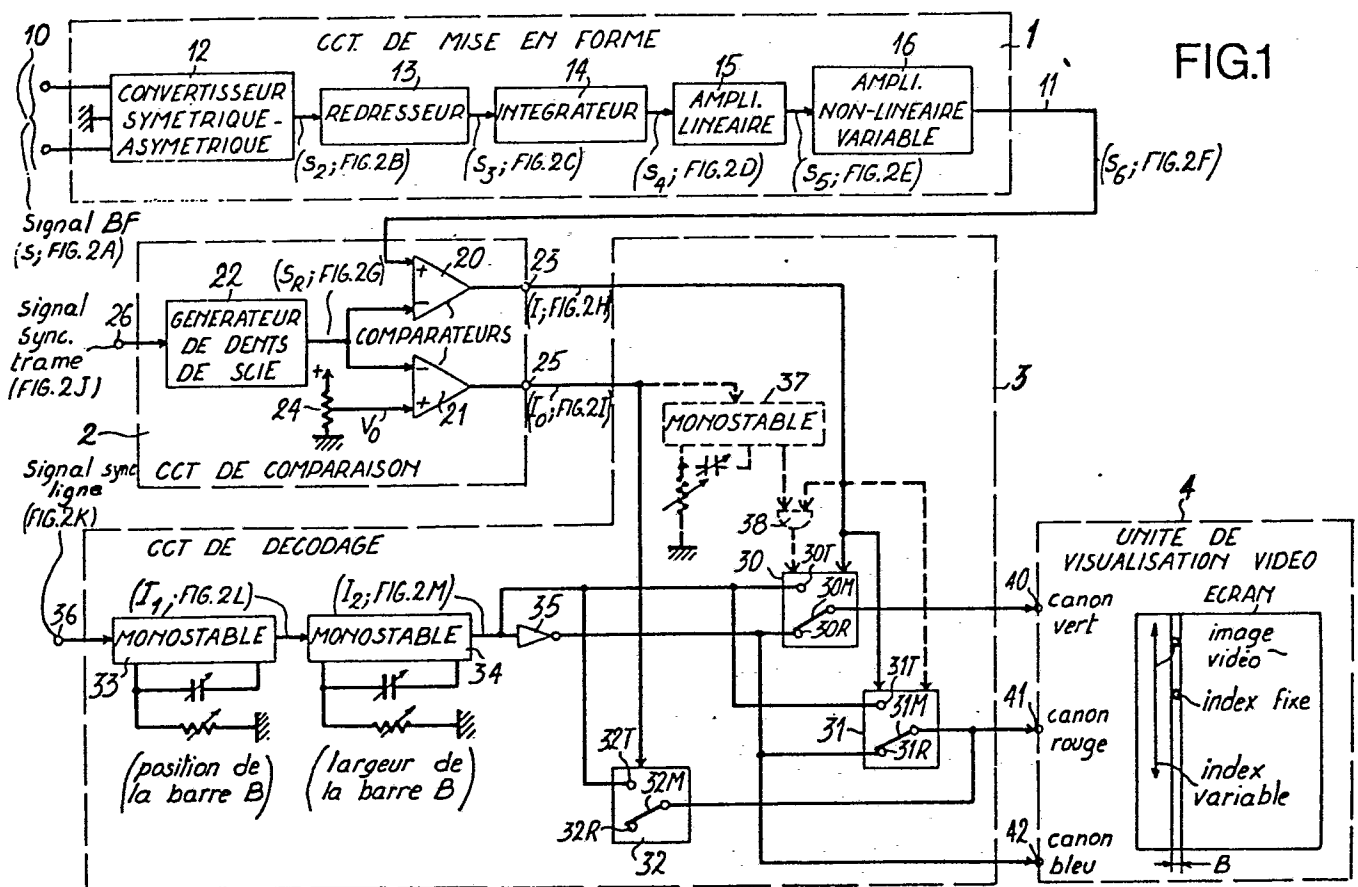 FIG.1
10
CCT. DE MISE EN FORME
1
12
CONVERTISSEUR
SYMETRIQUE-
ASYMETRIQUE
(S2; FIG.2B)
13
REDRESSEUR
(S3; FIG.2C)
14
INTEGRATEUR
(S4; FIG.2D)
15
AMPLI.
LINEAIRE
(S5; FIG.2E)
16
AMPLI.
NON-LINEAIRE
VARIABLE
11
(S6; FIG.2F)
Signal BF
(S; FIG.2A)
22
GENERATEUR
DE DENTS
DE SCIE
(SR; FIG.2G)
+
20
-
COMPARATEURS
-
+
21
23
(I; FIG.2H)
25
(I0; FIG.2I)
Signal
Sync.
trame
(FIG.2J)
26
+
24
V0
2
CCT DE COMPARAISON
3
37
MONOSTABLE
38
Signal sync
ligne
(FIG.2K)
36
CCT DE DECODAGE
(I1; FIG.2L)
MONOSTABLE
33
(position de
la barre B)
(I2; FIG.2M)
MONOSTABLE
34
(largeur de
la barre B)
35
30
30T
30M
30R
31
31T
31M
31R
32T
32M
32R
32
4
UNITE DE
VISUALISATION VIDEO
40
canon
vert
41
canon
rouge
42
canon
bleu
ECRAN
image
vidéo
index fixe
index
variable
B